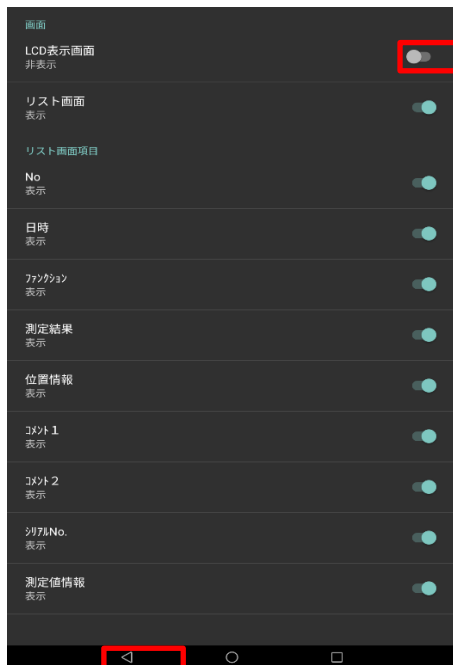 画面
LCD表示画面
非表示
リスト画面
表示
リスト画面項目
No
表示
日時
表示
ﾌｧﾝｸｼｮﾝ
表示
測定結果
表示
位置情報
表示
ｺﾒﾝﾄ１
表示
ｺﾒﾝﾄ２
表示
ｼﾘｱﾙNo.
表示
測定値情報
表示